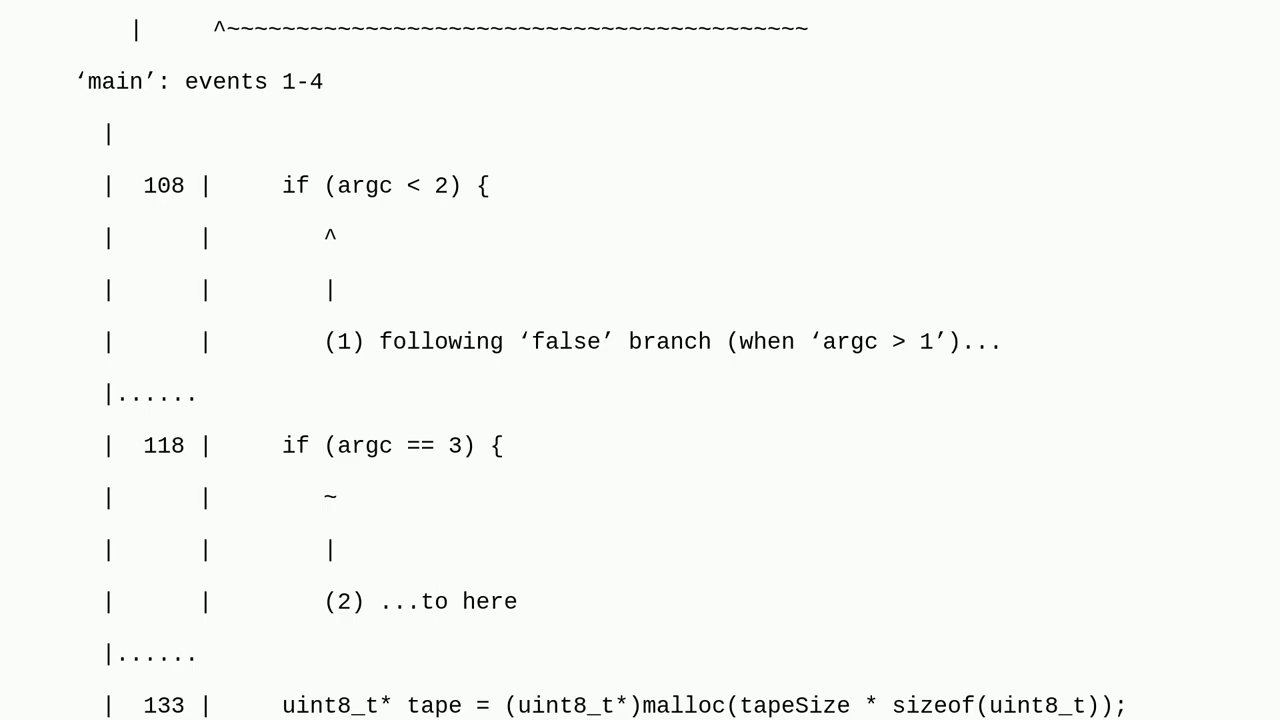 |     ^~~~~~~~~~~~~~~~~~~~~~~~~~~~~~~~~~~~~~~~~~~
‘main’: events 1-4
  |
  |  108 |     if (argc < 2) {
  |      |        ^
  |      |        |
  |      |        (1) following ‘false’ branch (when ‘argc > 1’)...
  |......
  |  118 |     if (argc == 3) {
  |      |        ~
  |      |        |
  |      |        (2) ...to here
  |......
  |  133 |     uint8_t* tape = (uint8_t*)malloc(tapeSize * sizeof(uint8_t));